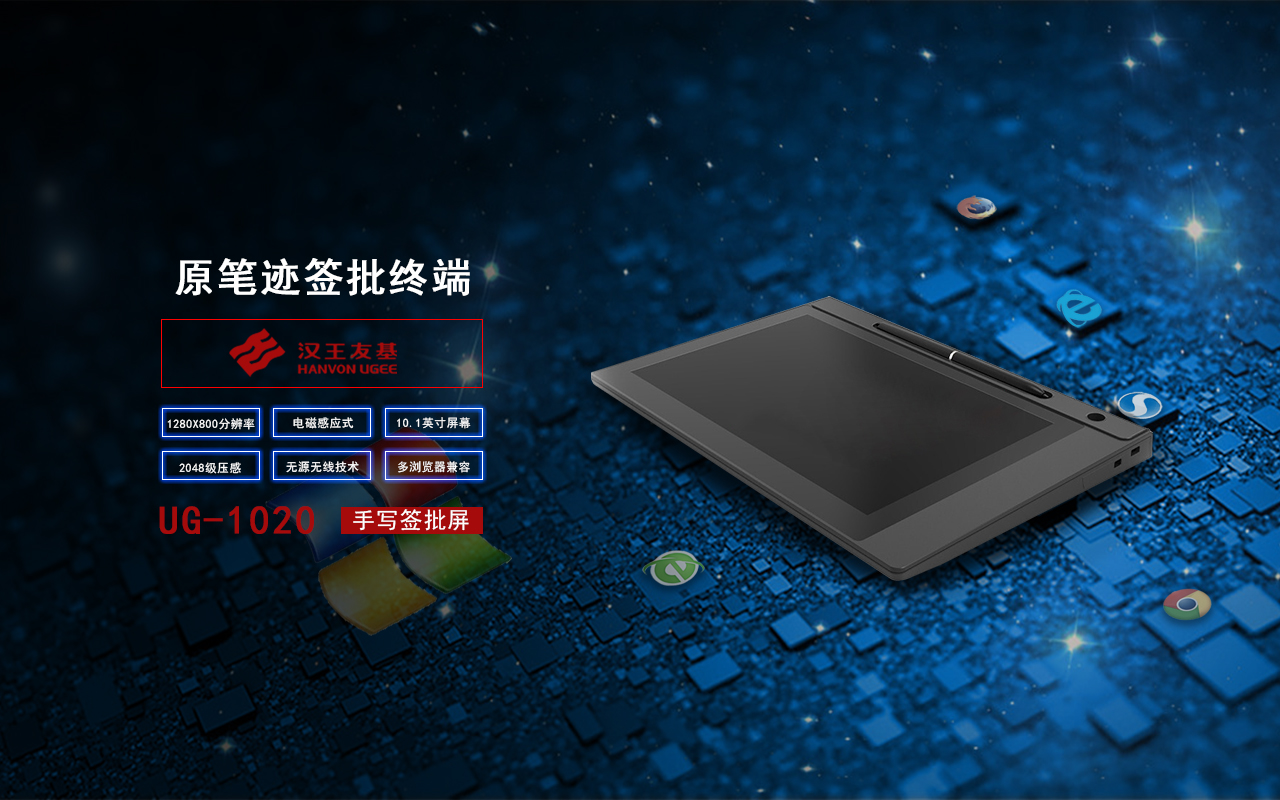 原笔迹签批终端
汉王友基
HANVON UGEE
1280X800分辨率 电磁感应式 10.1英寸屏幕
2048级压感 无源无线技术 多浏览器兼容
UG-1020 手写签批屏